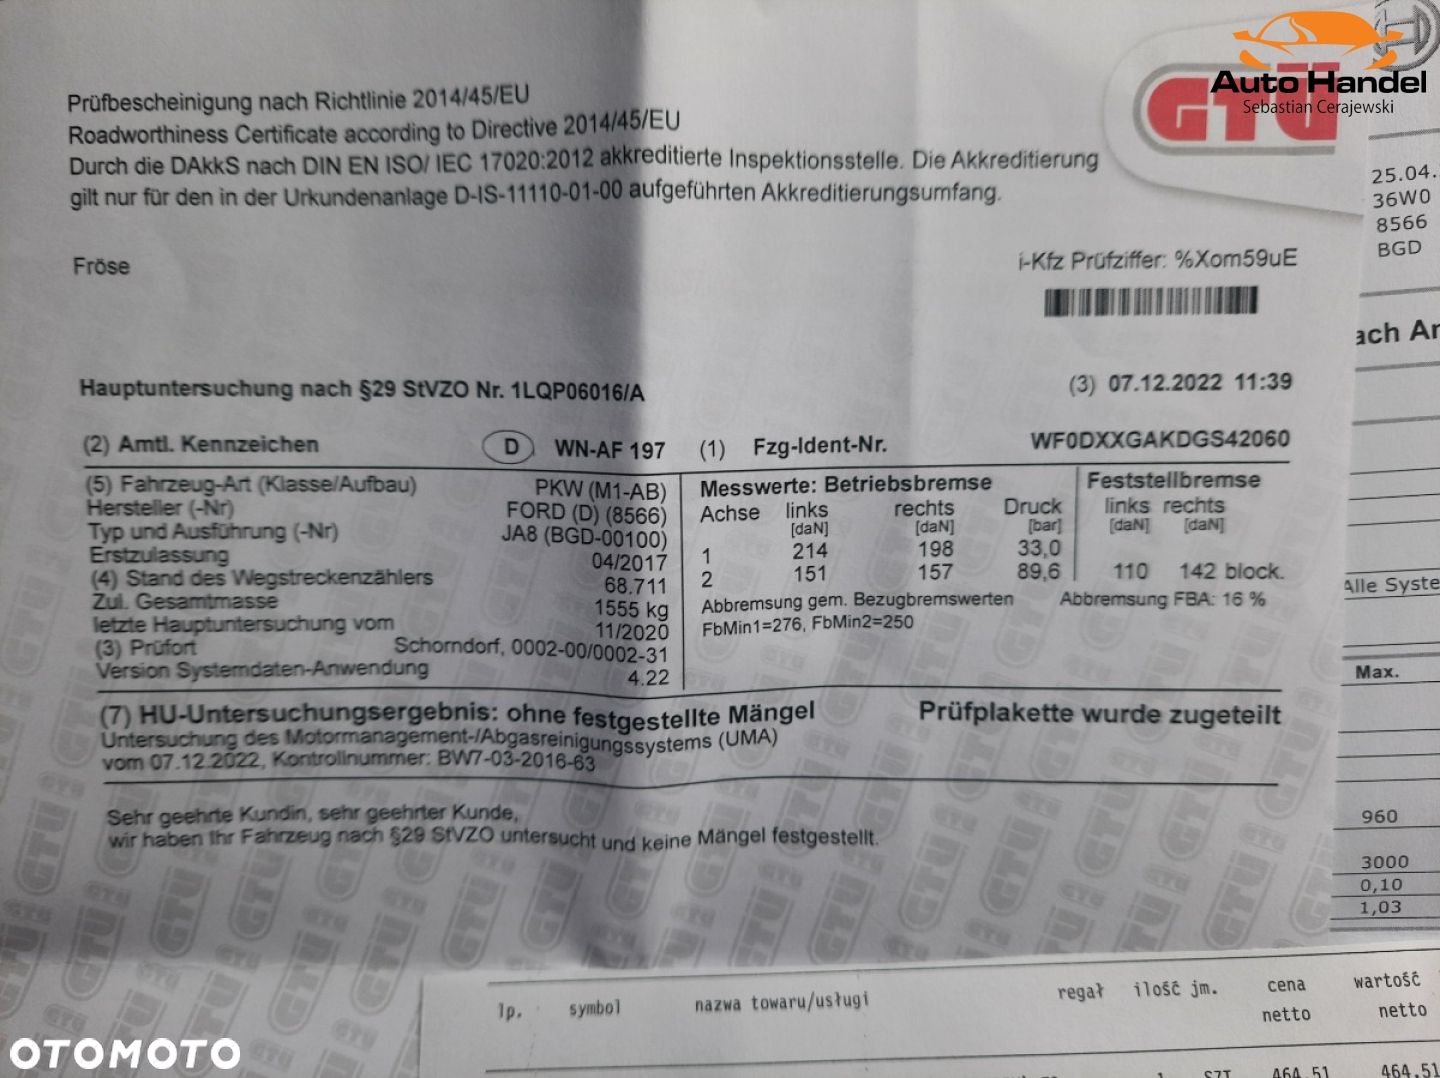 Auto Handel
Sebastian Cerajewski
GTÜ
Prüfbescheinigung nach Richtlinie 2014/45/EU
Roadworthiness Certificate according to Directive 2014/45/EU
Durch die DAkkS nach DIN EN ISO/ IEC 17020:2012 akkreditierte Inspektionsstelle. Die Akkreditierung
gilt nur für den in der Urkundenanlage D-IS-11110-01-00 aufgeführten Akkreditierungsumfang.
25.04.
36W0
8566
BGD
Fröse
i-Kfz Prüfziffer: %Xom59uE
ach Ar
Hauptuntersuchung nach §29 StVZO Nr. 1LQP06016/A
(3) 07.12.2022 11:39
(2) Amtl. Kennzeichen D WN-AF 197 (1) Fzg-Ident-Nr. WF0DXXGAKDGS42060
(5) Fahrzeug-Art (Klasse/Aufbau) PKW (M1-AB)
Hersteller (-Nr) FORD (D) (8566)
Typ und Ausführung (-Nr) JA8 (BGD-00100)
Erstzulassung 04/2017
(4) Stand des Wegstreckenzählers 68.711
Zul. Gesamtmasse 1555 kg
letzte Hauptuntersuchung vom 11/2020
(3) Prüfort Schorndorf, 0002-00/0002-31
Version Systemdaten-Anwendung 4.22
Messwerte: Betriebsbremse Feststellbremse
Achse links rechts Druck links rechts
[daN] [daN] [bar] [daN] [daN]
1 214 198 33,0
2 151 157 89,6 110 142 block.
Abbremsung gem. Bezugbremswerten Abbremsung FBA: 16 %
FbMin1=276, FbMin2=250
Alle Syste
Max.
(7) HU-Untersuchungsergebnis: ohne festgestellte Mängel Prüfplakette wurde zugeteilt
Untersuchung des Motormanagement-/Abgasreinigungssystems (UMA)
vom 07.12.2022, Kontrollnummer: BW7-03-2016-63
Sehr geehrte Kundin, sehr geehrter Kunde,
wir haben Ihr Fahrzeug nach §29 StVZO untersucht und keine Mängel festgestellt.
960
3000
0,10
1,03
lp. symbol nazwa towaru/usługi regał ilość jm. cena wartość
netto netto
1 SZT 464,51 464,51
OTOMOTO